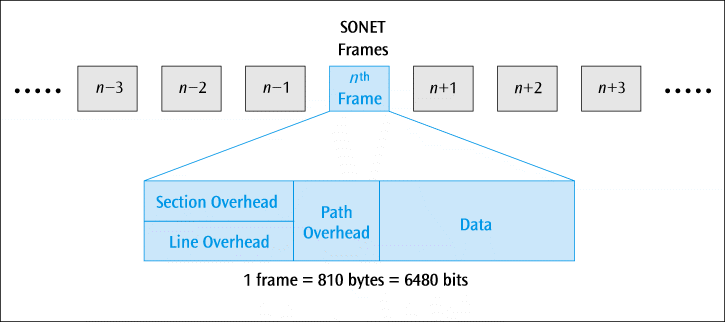 SONET
Frames
..... n−3 n−2 n−1 nth n+1 n+2 n+3 .....
Frame
Section Overhead
Line Overhead
Path
Overhead
Data
1 frame = 810 bytes = 6480 bits